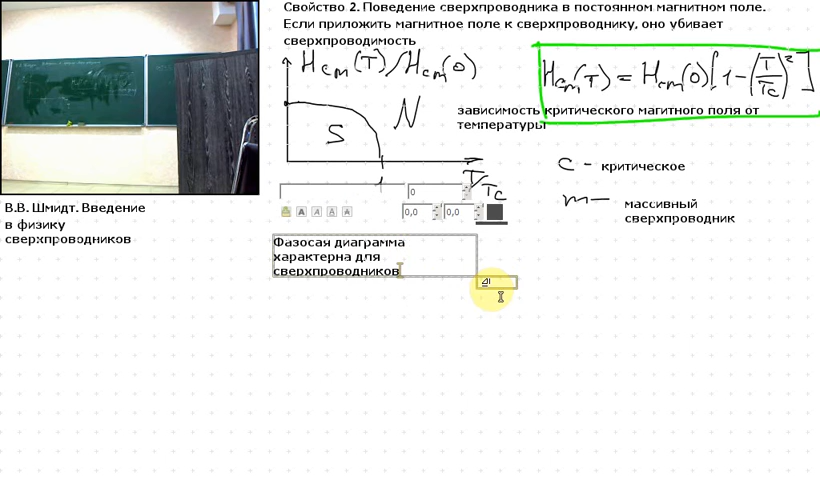 Свойство 2. Поведение сверхпроводника в постоянном магнитном поле.
Если приложить магнитное поле к сверхпроводнику, оно убивает
сверхпроводимость
Hcm(T)/Hcm(0)
Hcm(T) = Hcm(0)[1-(T/Tc)²]
N
S
зависимость критического магитного поля от
температуры
1
T/Tc
c - критическое
m - массивный
сверхпроводник
0
A A A A A
0,0 0,0
В.В. Шмидт. Введение
в физику
сверхпроводников
Фазосая диаграмма
характерна для
сверхпроводников